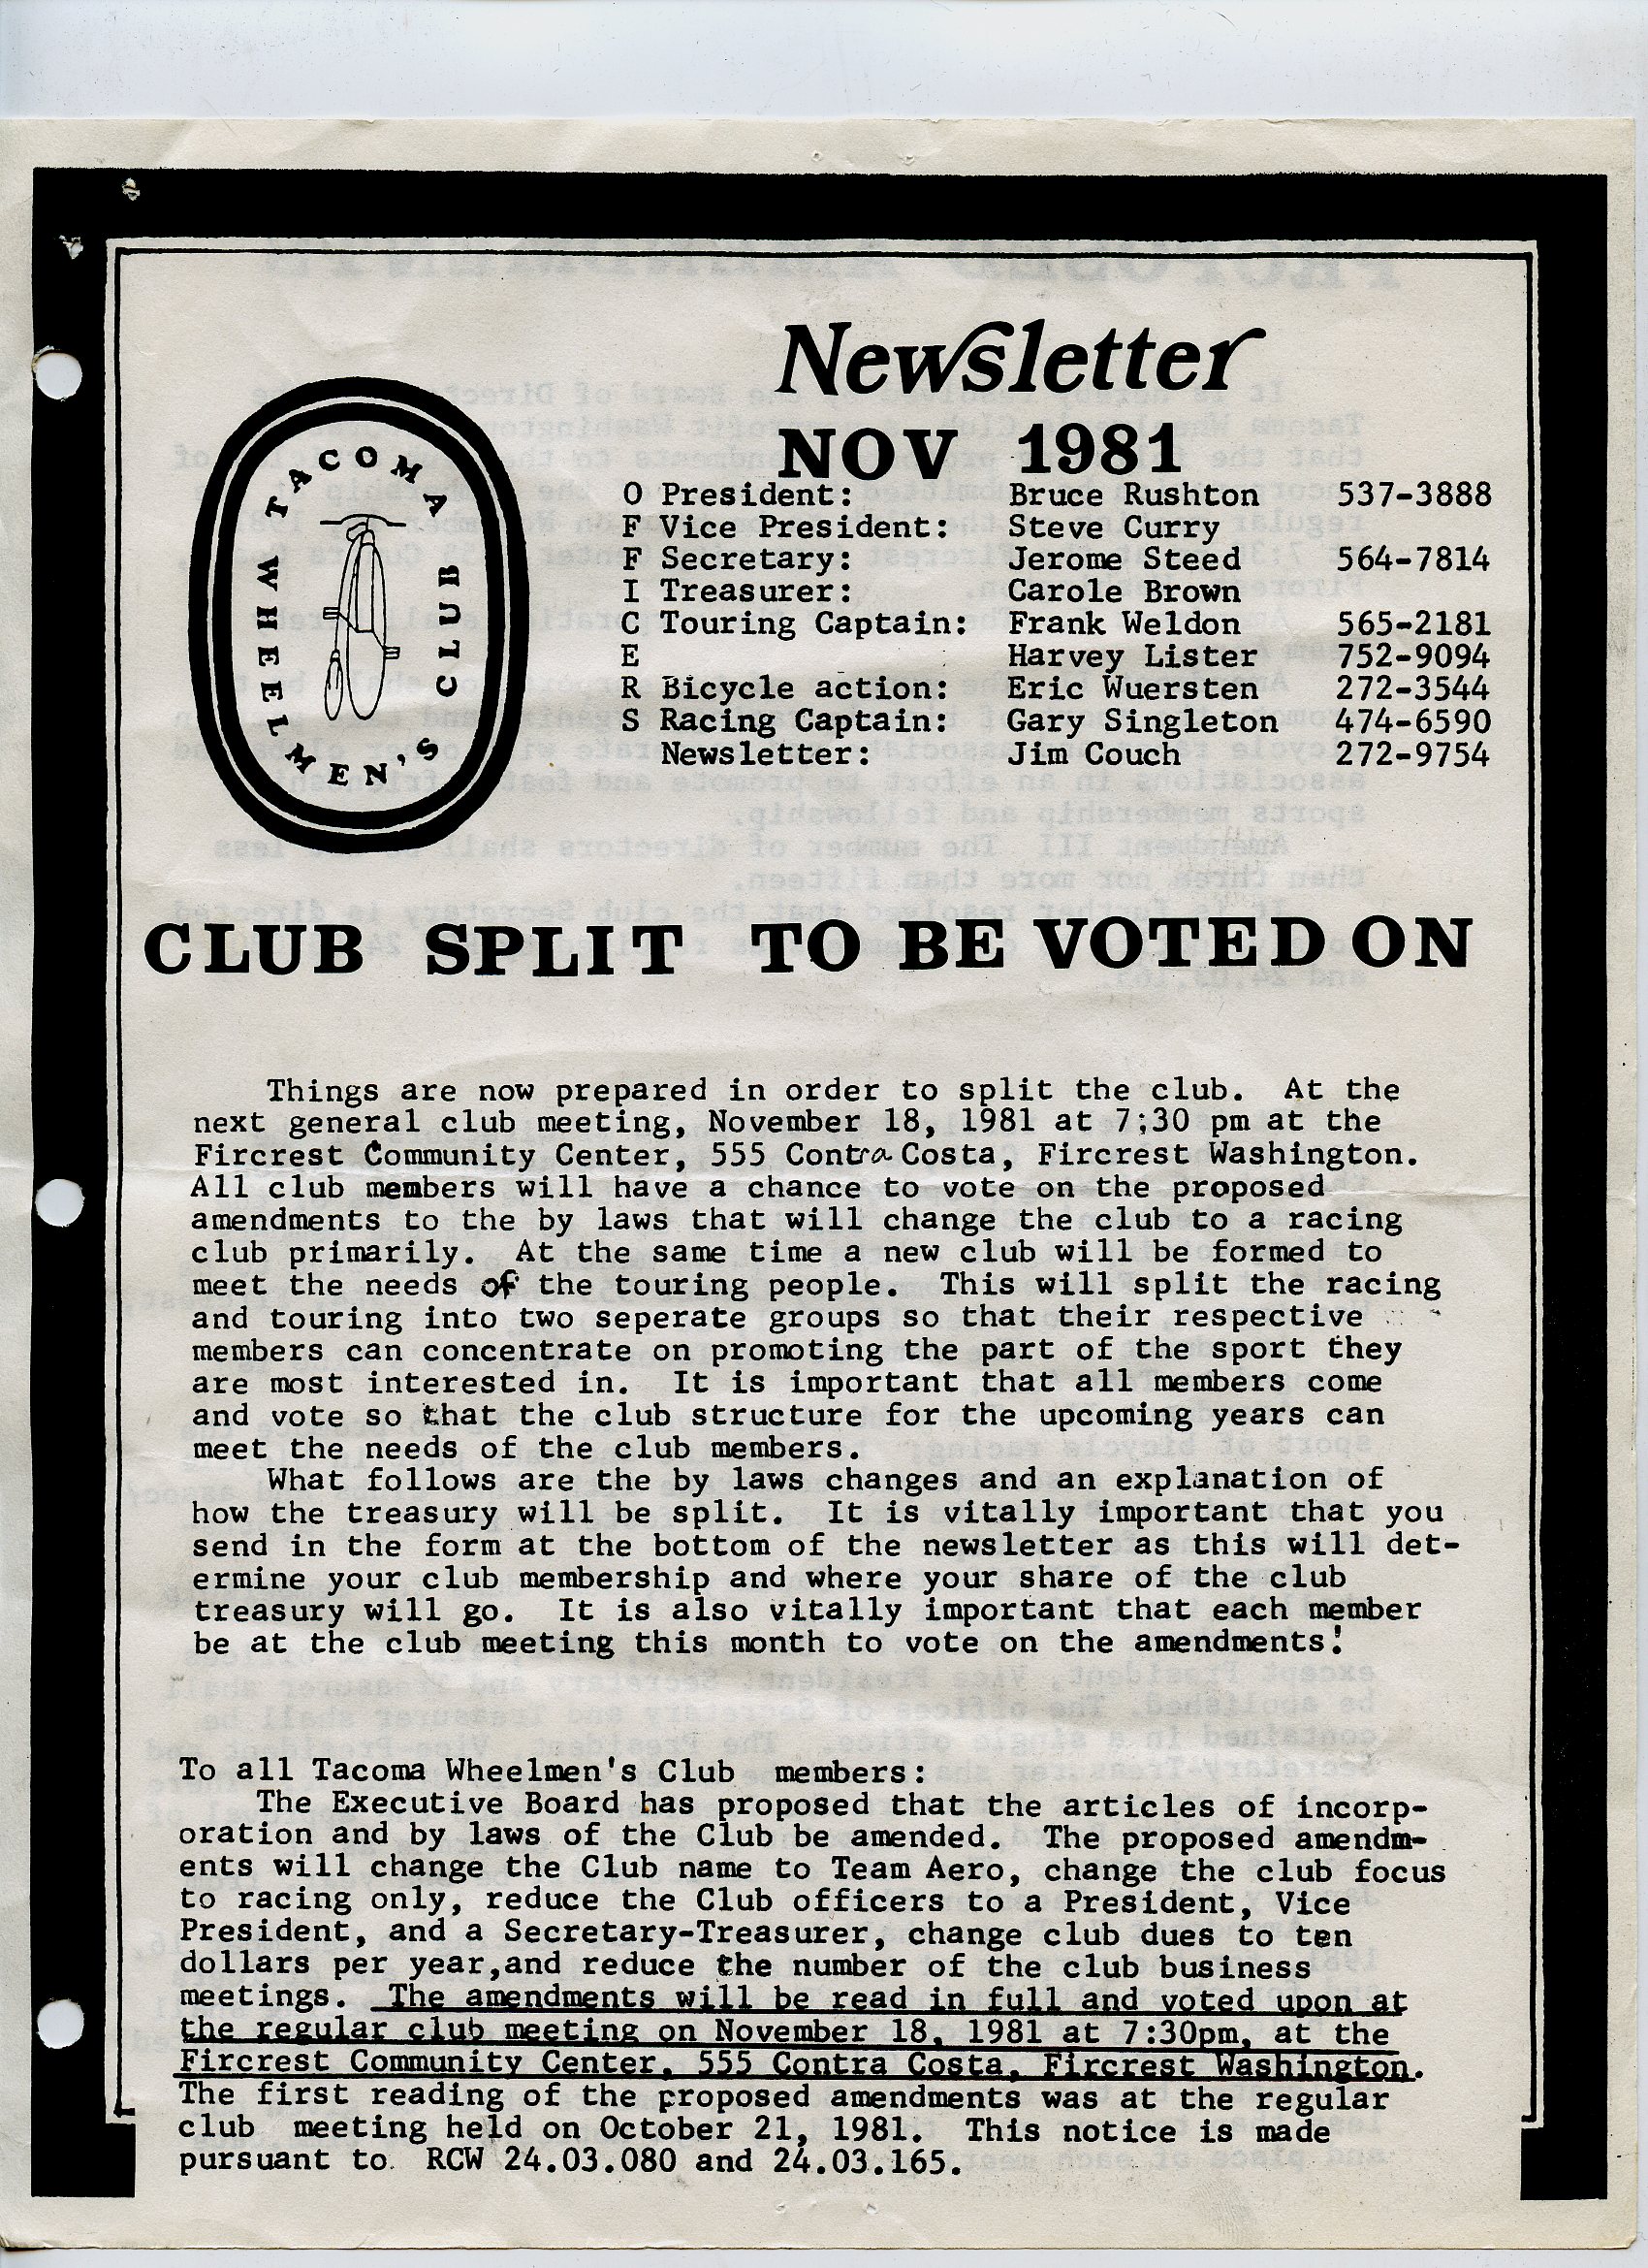 Newsletter
NOV 1981
TACOMA WHEELMEN'S CLUB
O President: Bruce Rushton 537-3888
F Vice President: Steve Curry
F Secretary: Jerome Steed 564-7814
I Treasurer: Carole Brown
C Touring Captain: Frank Weldon 565-2181
E Harvey Lister 752-9094
R Bicycle action: Eric Wuersten 272-3544
S Racing Captain: Gary Singleton 474-6590
Newsletter: Jim Couch 272-9754
CLUB SPLIT TO BE VOTED ON
Things are now prepared in order to split the club. At the
next general club meeting, November 18, 1981 at 7;30 pm at the
Fircrest Community Center, 555 Contra Costa, Fircrest Washington.
All club members will have a chance to vote on the proposed
amendments to the by laws that will change the club to a racing
club primarily. At the same time a new club will be formed to
meet the needs of the touring people. This will split the racing
and touring into two seperate groups so that their respective
members can concentrate on promoting the part of the sport they
are most interested in. It is important that all members come
and vote so that the club structure for the upcoming years can
meet the needs of the club members.
What follows are the by laws changes and an explanation of
how the treasury will be split. It is vitally important that you
send in the form at the bottom of the newsletter as this will det-
ermine your club membership and where your share of the club
treasury will go. It is also vitally important that each member
be at the club meeting this month to vote on the amendments!
To all Tacoma Wheelmen's Club members:
The Executive Board has proposed that the articles of incorp-
oration and by laws of the Club be amended. The proposed amendm-
ents will change the Club name to Team Aero, change the club focus
to racing only, reduce the Club officers to a President, Vice
President, and a Secretary-Treasurer, change club dues to ten
dollars per year,and reduce the number of the club business
meetings. The amendments will be read in full and voted upon at
the regular club meeting on November 18, 1981 at 7:30pm, at the
Fircrest Community Center, 555 Contra Costa, Fircrest Washington.
The first reading of the proposed amendments was at the regular
club meeting held on October 21, 1981. This notice is made
pursuant to RCW 24.03.080 and 24.03.165.